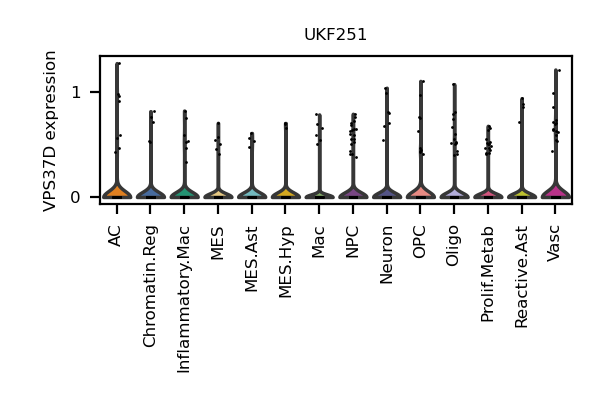 UKF251
VPS37D expression
1
0
AC
Chromatin.Reg
Inflammatory.Mac
MES
MES.Ast
MES.Hyp
Mac
NPC
Neuron
OPC
Oligo
Prolif.Metab
Reactive.Ast
Vasc